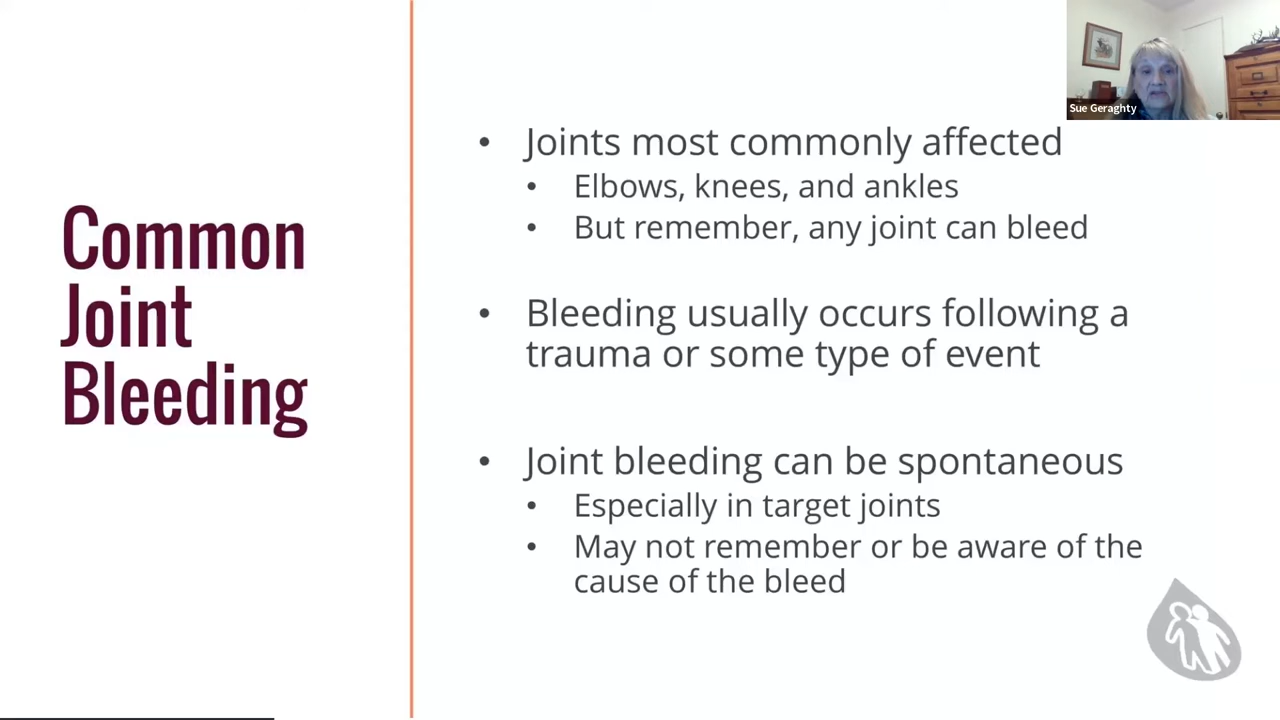 Sue Geraghty
Common
Joint
Bleeding
• Joints most commonly affected
• Elbows, knees, and ankles
• But remember, any joint can bleed
• Bleeding usually occurs following a
trauma or some type of event
• Joint bleeding can be spontaneous
• Especially in target joints
• May not remember or be aware of the
cause of the bleed